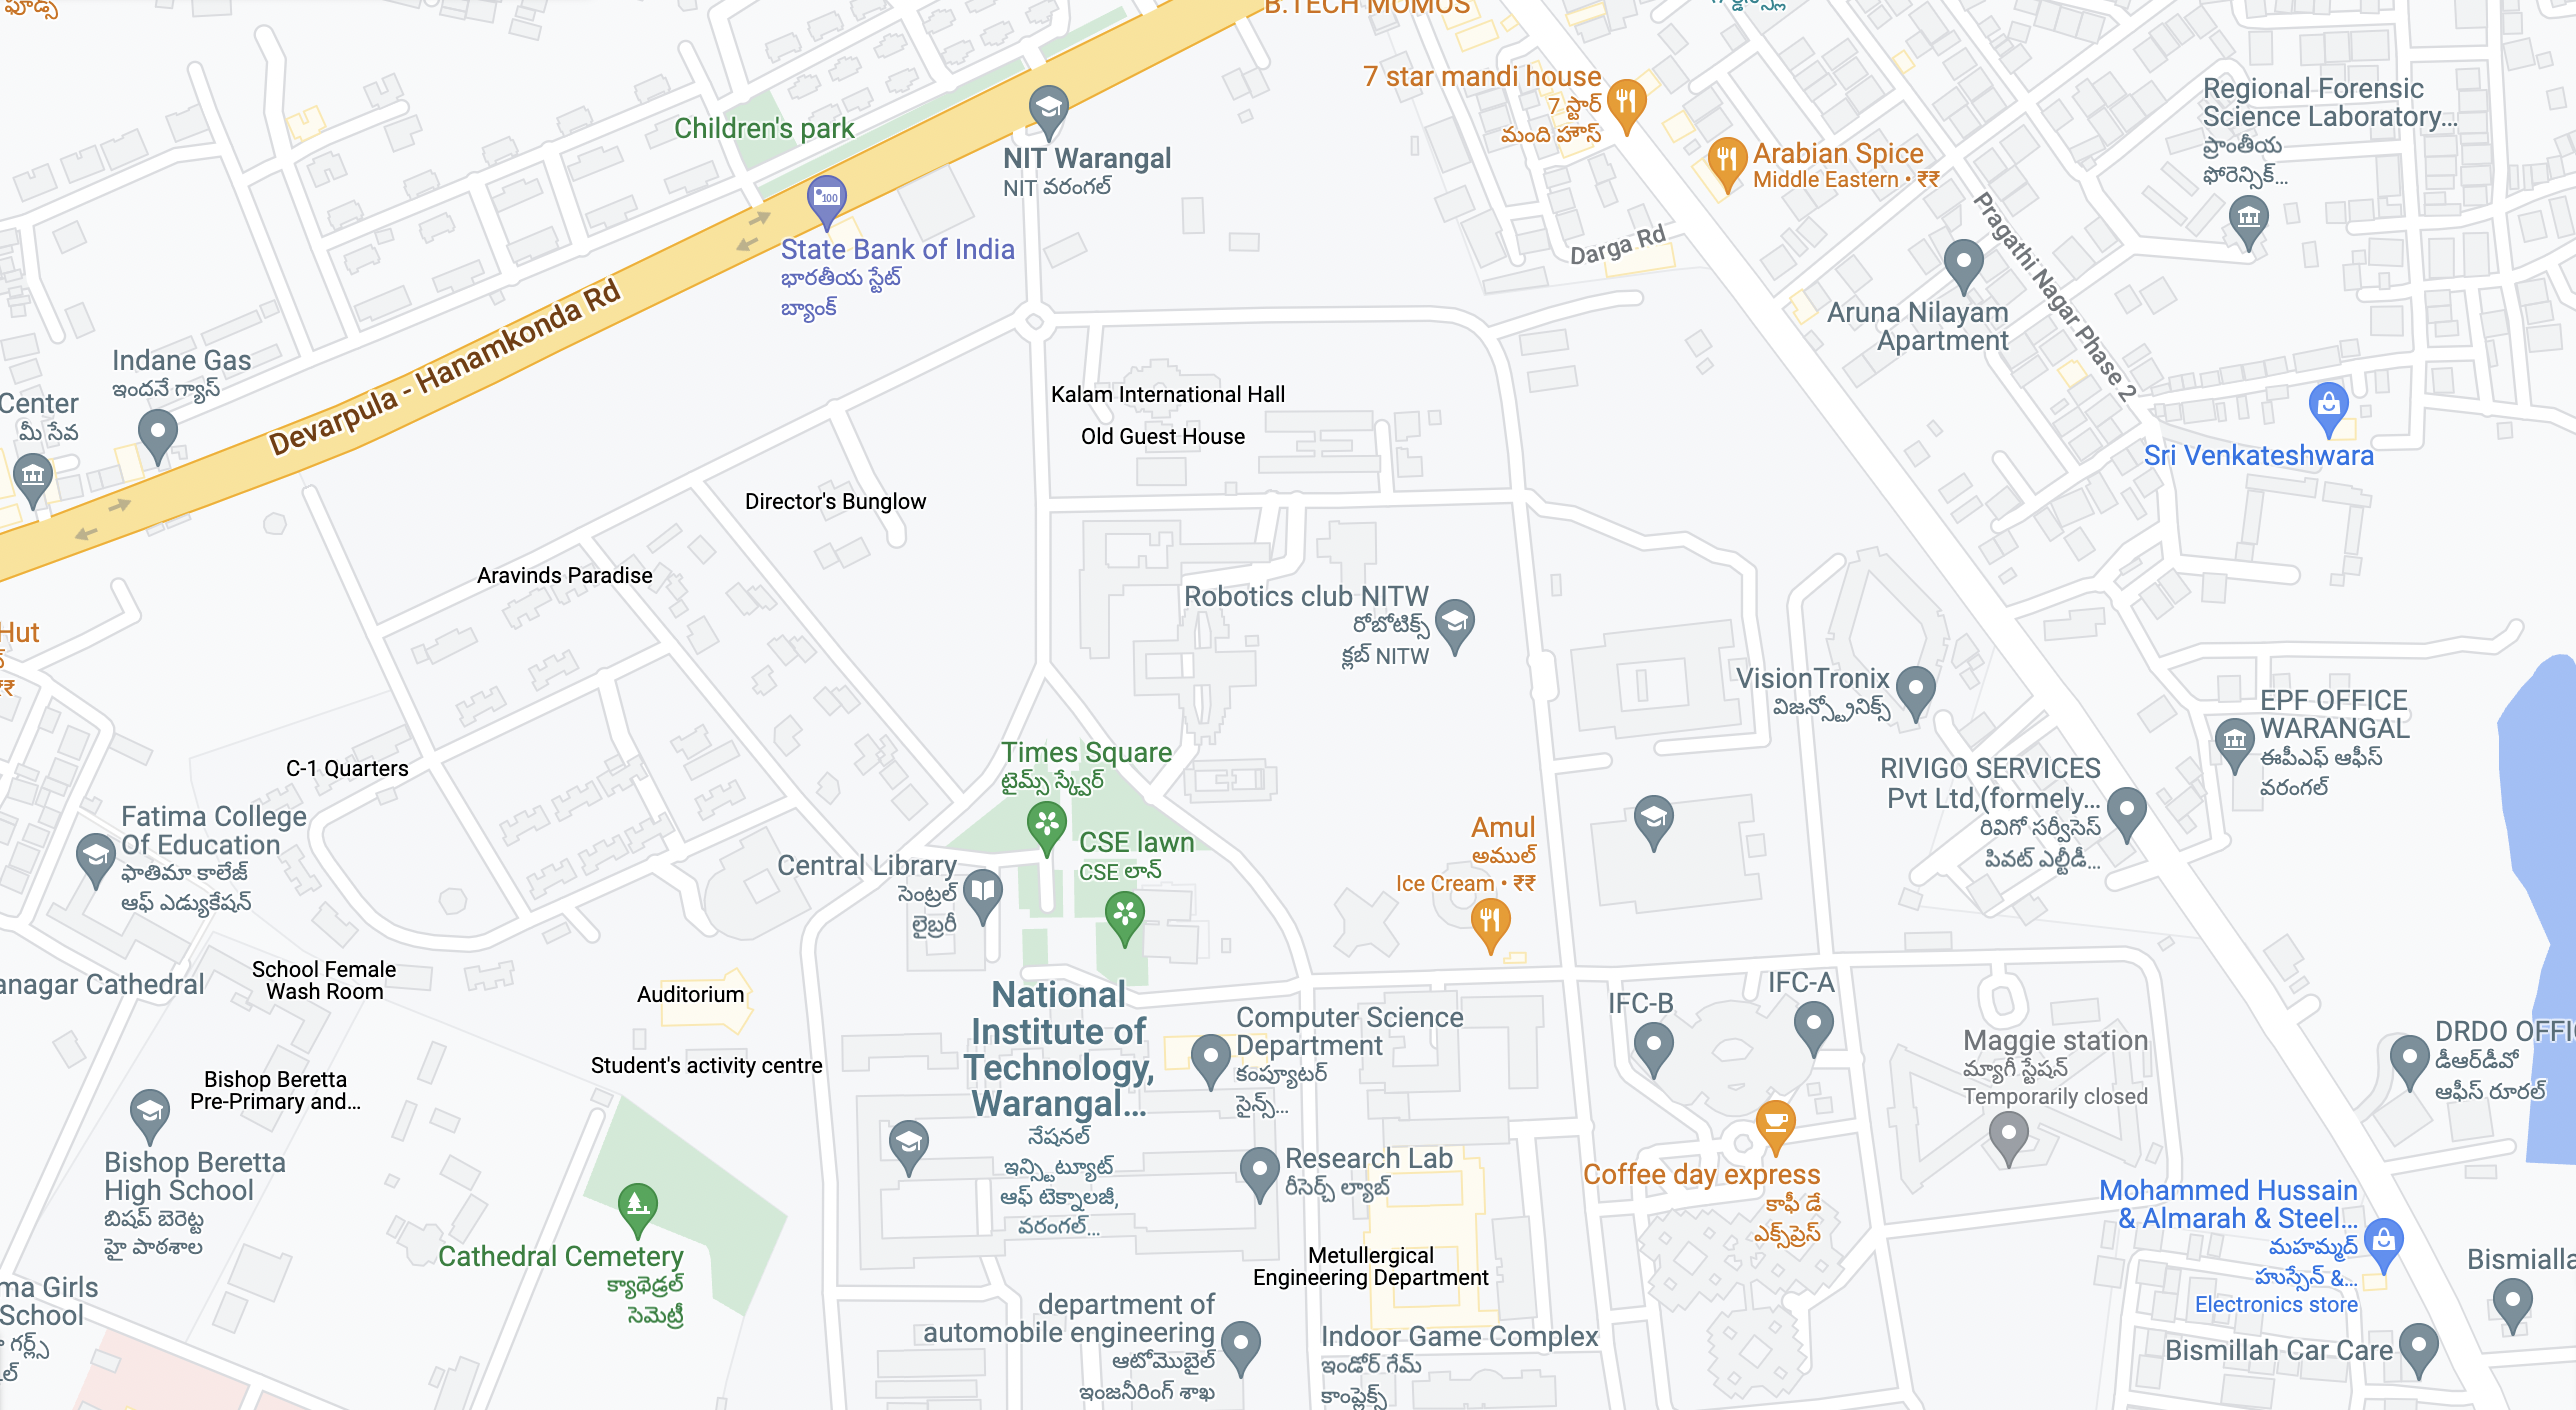 ఫూడ్స్
B.TECH MOMOS
Children's park
NIT Warangal
NIT వరంగల్
State Bank of India
భారతీయ స్టేట్
బ్యాంక్
Devarpula - Hanamkonda Rd
Indane Gas
ఇందనే గ్యాస్
Center
మీ సేవ
7 star mandi house
7 స్టార్
మంది హౌస్
Arabian Spice
Middle Eastern • ₹₹
Darga Rd
Regional Forensic
Science Laboratory...
ప్రాంతీయ
ఫోరెన్సిక్...
Pragathi Nagar Phase 2
Aruna Nilayam
Apartment
Sri Venkateshwara
Kalam International Hall
Old Guest House
Director's Bunglow
Aravinds Paradise
Robotics club NITW
రోబోటిక్స్
క్లబ్ NITW
Hut
₹₹
C-1 Quarters
Times Square
టైమ్స్ స్క్వేర్
CSE lawn
CSE లాన్
Central Library
సెంట్రల్
లైబ్రరీ
Amul
అముల్
Ice Cream • ₹₹
VisionTronix
విజన్ట్రోనిక్స్
EPF OFFICE
WARANGAL
ఈపీఎఫ్ ఆఫీస్
వరంగల్
RIVIGO SERVICES
Pvt Ltd,(formely...
రివిగో సర్వీసెస్
పివట్ ఎల్టీడీ...
Fatima College
Of Education
ఫాతిమా కాలేజ్
ఆఫ్ ఎడ్యుకేషన్
anagar Cathedral
School Female
Wash Room
Auditorium
Student's activity centre
National
Institute of
Technology,
Warangal...
నేషనల్
ఇన్స్టిట్యూట్
ఆఫ్ టెక్నాలజీ,
వరంగల్...
Computer Science
Department
కంప్యూటర్
సైన్స్...
Research Lab
రీసెర్చ్ ల్యాబ్
IFC-B
IFC-A
Maggie station
మ్యాగీ స్టేషన్
Temporarily closed
Coffee day express
కాఫీ డే
ఎక్స్‌ప్రెస్
DRDO OFFI
డీఆర్‌డీవో
ఆఫీస్ రూరల్
Bishop Beretta
Pre-Primary and...
Bishop Beretta
High School
బిషప్ బెరెట్ట
హై పాఠశాల
Cathedral Cemetery
క్యాథెడ్రల్
సెమెట్రీ
ma Girls
School
గర్ల్స్
Metullergical
Engineering Department
department of
automobile engineering
ఆటోమొబైల్
ఇంజనీరింగ్ శాఖ
Indoor Game Complex
ఇండోర్ గేమ్
కాంప్లెక్స్
Mohammed Hussain
& Almarah & Steel...
మహమ్మద్
హుస్సేన్ &...
Electronics store
Bismialla
Bismillah Car Care